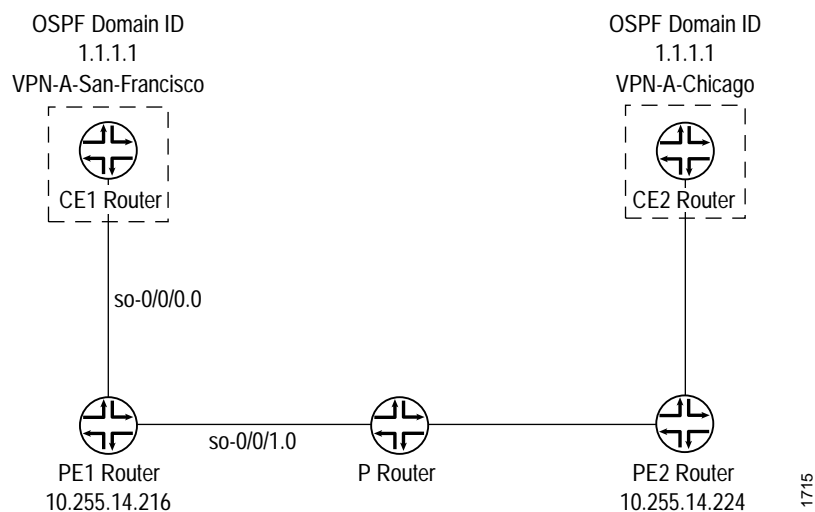 OSPF Domain ID
1.1.1.1
VPN-A-San-Francisco
CE1 Router
OSPF Domain ID
1.1.1.1
VPN-A-Chicago
CE2 Router
so-0/0/0.0
so-0/0/1.0
PE1 Router
10.255.14.216
P Router
PE2 Router
10.255.14.224
1715